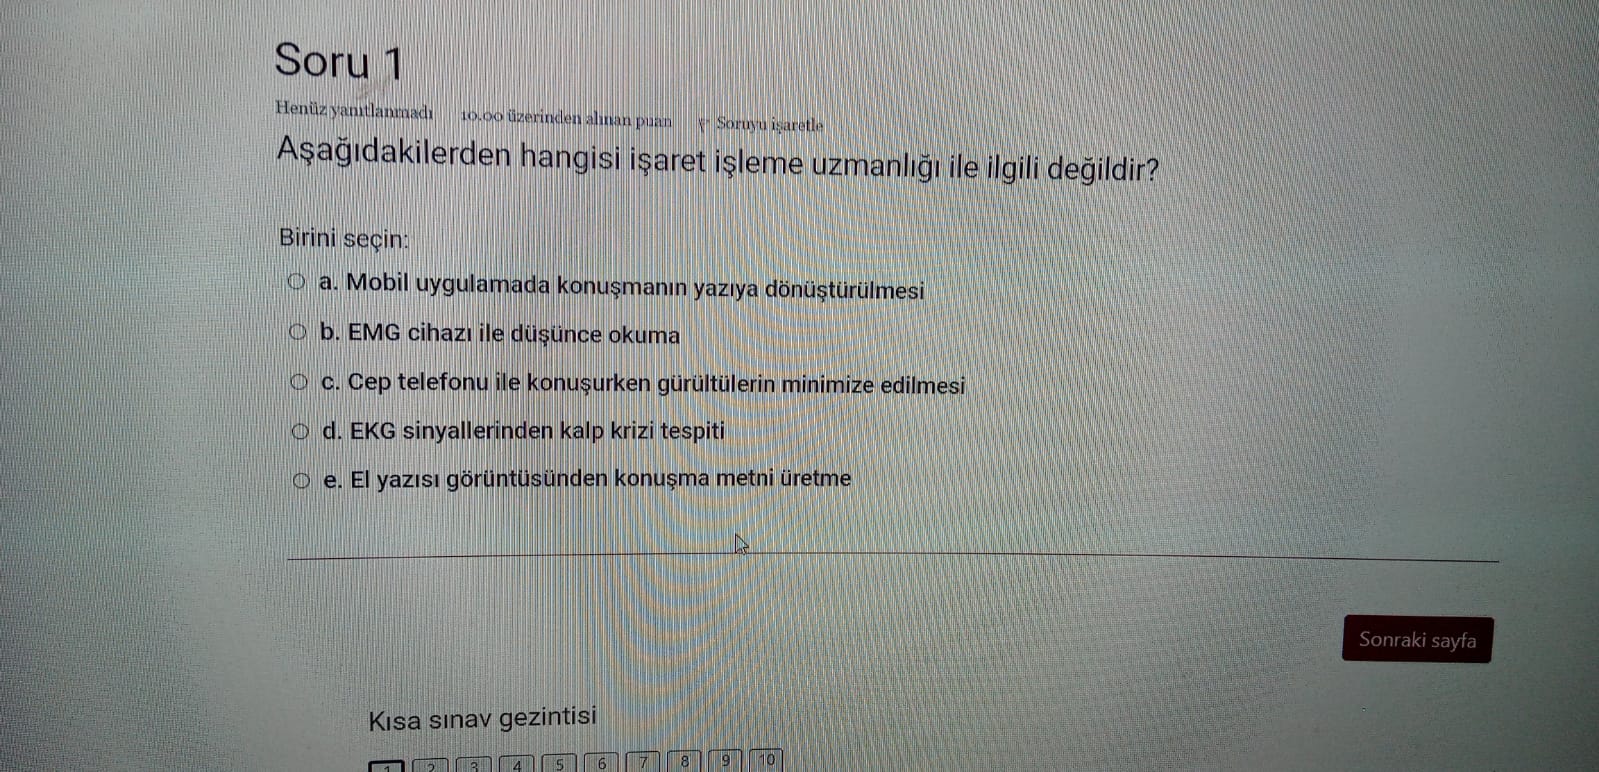 Soru 1
Henüz yanıtlanmadı 10.00 üzerinden alınan puan Soruyu işaretle
Aşağıdakilerden hangisi işaret işleme uzmanlığı ile ilgili değildir?
Birini seçin:
a. Mobil uygulamada konuşmanın yazıya dönüştürülmesi
b. EMG cihazı ile düşünce okuma
c. Cep telefonu ile konuşurken gürültülerin minimize edilmesi
d. EKG sinyallerinden kalp krizi tespiti
e. El yazısı görüntüsünden konuşma metni üretme
Sonraki sayfa
Kısa sınav gezintisi
1 2 3 4 5 6 7 8 9 10